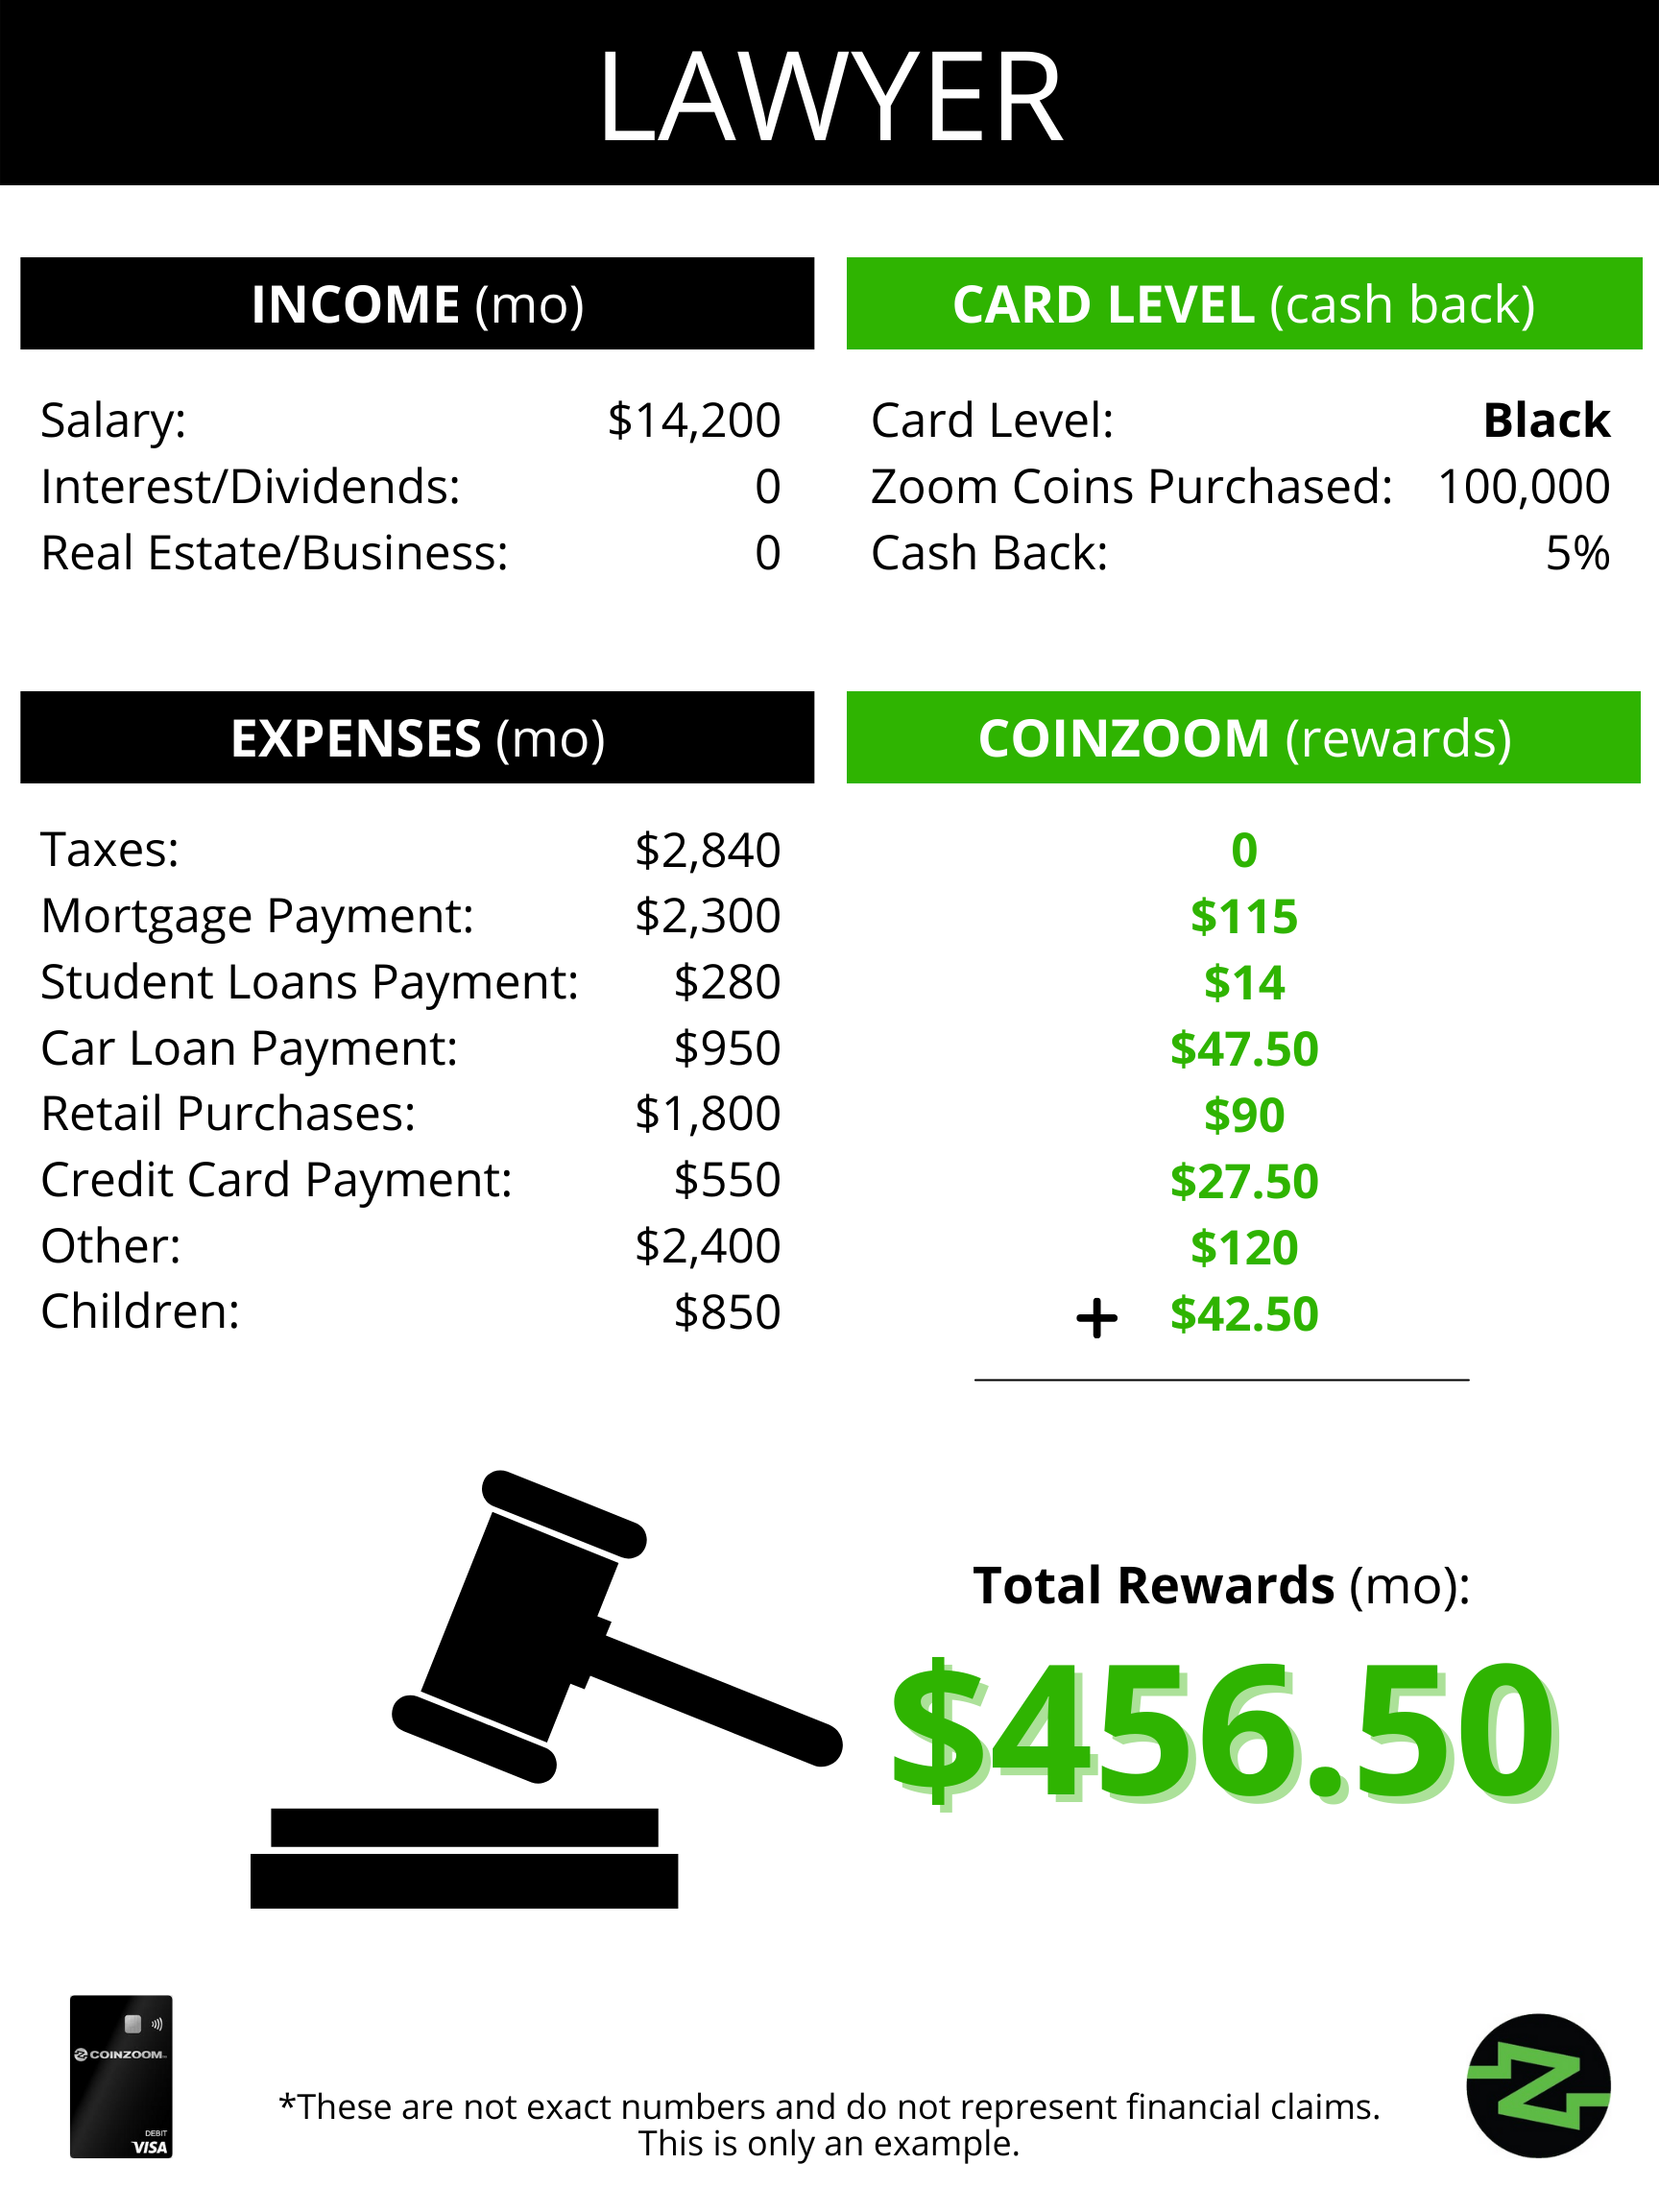 LAWYER
INCOME (mo)
Salary: $14,200
Interest/Dividends: 0
Real Estate/Business: 0
CARD LEVEL (cash back)
Card Level: Black
Zoom Coins Purchased: 100,000
Cash Back: 5%
EXPENSES (mo)
COINZOOM (rewards)
Taxes: $2,840 0
Mortgage Payment: $2,300 $115
Student Loans Payment: $280 $14
Car Loan Payment: $950 $47.50
Retail Purchases: $1,800 $90
Credit Card Payment: $550 $27.50
Other: $2,400 $120
Children: $850 + $42.50
Total Rewards (mo):
$456.50
COINZOOM
DEBIT
VISA
*These are not exact numbers and do not represent financial claims.
This is only an example.